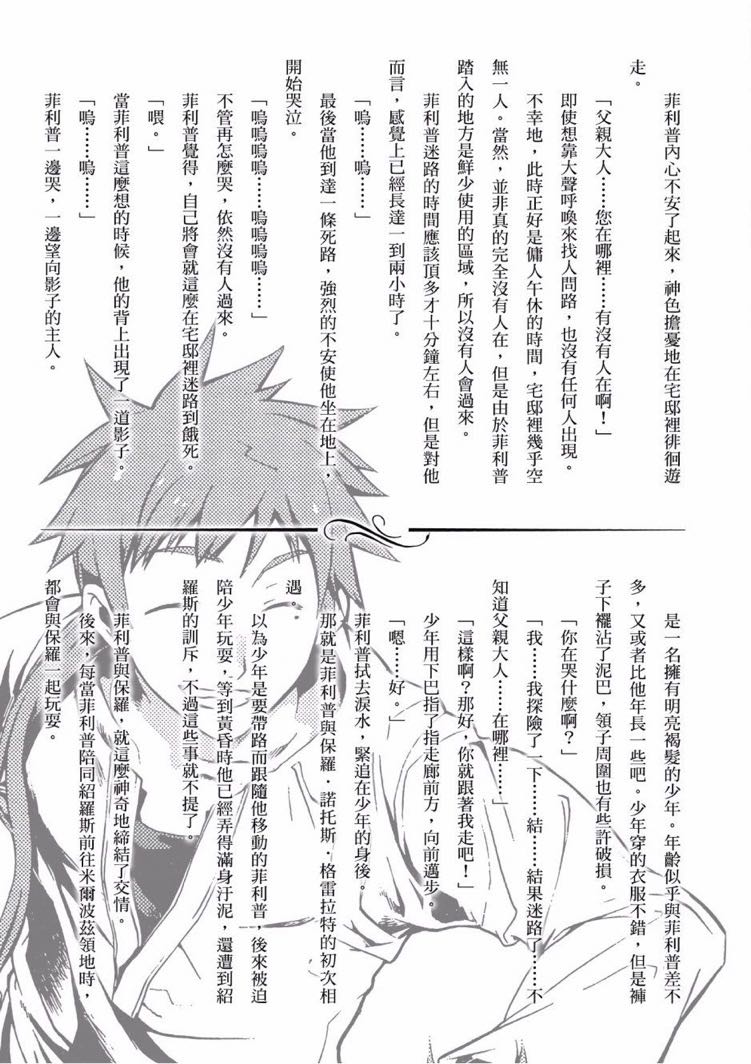 菲利普內心不安了起來，神色擔憂地在宅邸裡徘徊遊
走。
「父親大人……您在哪裡……有沒有人在啊！」
即使想靠大聲呼喚來找人問路，也沒有任何人出現。
不幸地，此時正好是傭人午休的時間，宅邸裡幾乎空
無一人。當然，並非真的完全沒有人在，但是由於菲利普
踏入的地方是鮮少使用的區域，所以沒有人會過來。
菲利普迷路的時間應該頂多才十分鐘左右，但是對他
而言，感覺上已經長達一到兩小時了。
「嗚……嗚……」
最後當他到達一條死路，強烈的不安使他坐在地上，
開始哭泣。
「嗚嗚嗚嗚……嗚嗚嗚嗚……」
不管再怎麼哭，依然沒有人過來。
菲利普覺得，自己將會就這麼在宅邸裡迷路到餓死。
「喂。」
當菲利普這麼想的時候，他的背上出現了一道影子。
「嗚……嗚……」
菲利普一邊哭，一邊望向影子的主人。
是一名擁有明亮褐髮的少年。年齡似乎與菲利普差不
多，又或者比他年長一些吧。少年穿的衣服不錯，但是褲
子下襬沾了泥巴，領子周圍也有些許破損。
「你在哭什麼啊？」
「我……我探險了一下……結……結果迷路了……不
知道父親大人……在哪裡……」
「這樣啊？那好，你就跟著我走吧！」
少年用下巴指了指走廊前方，向前邁步。
「嗯……好。」
菲利普拭去淚水，緊追在少年的身後。
那就是菲利普與保羅．諾托斯．格雷拉特的初次相
遇。
以為少年是要帶路而跟隨他移動的菲利普，後來被迫
陪少年玩耍，等到黃昏時他已經弄得滿身汙泥，還遭到紹
羅斯的訓斥，不過這些事就不提了。
菲利普與保羅，就這麼神奇地締結了交情。
後來，每當菲利普陪同紹羅斯前往米爾波茲領地時，
都會與保羅一起玩耍。